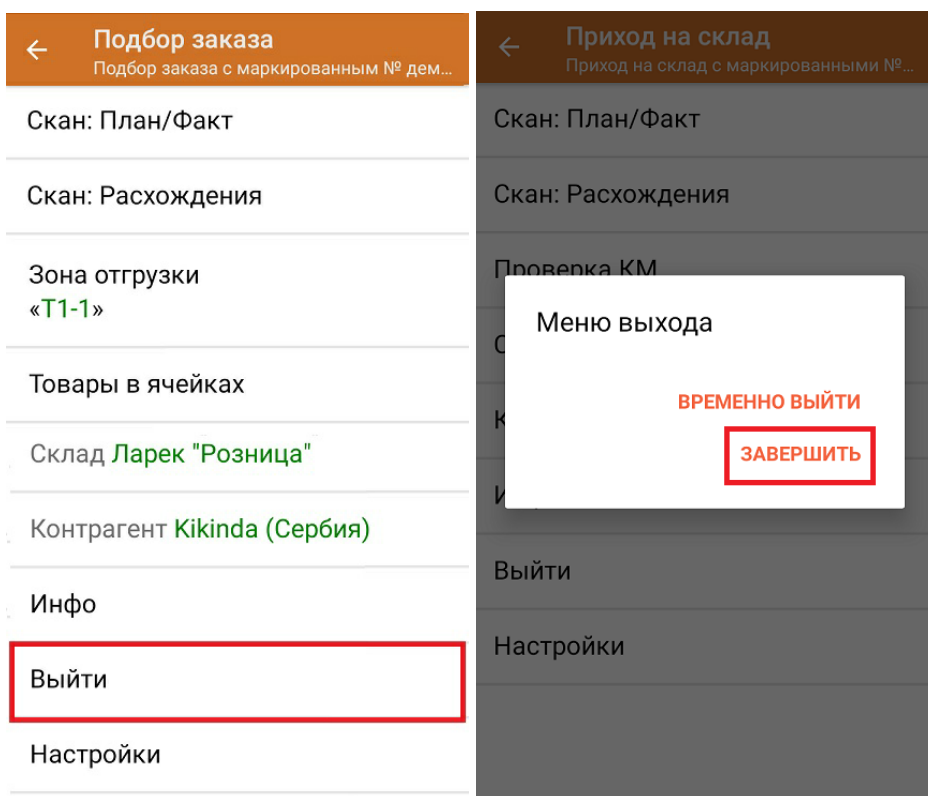 Подбор заказа
Подбор заказа с маркированным № дем...
Скан: План/Факт
Скан: Расхождения
Зона отгрузки
«Т1-1»
Товары в ячейках
Склад Ларек "Розница"
Контрагент Kikinda (Сербия)
Инфо
Выйти
Настройки
Приход на склад
Приход на склад с маркированными №...
Скан: План/Факт
Скан: Расхождения
Проверка КМ
Меню выхода
ВРЕМЕННО ВЫЙТИ
ЗАВЕРШИТЬ
Выйти
Настройки